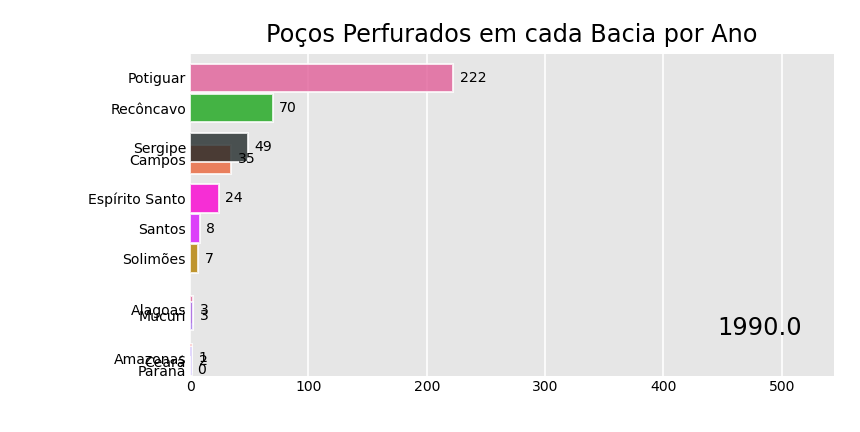 Poços Perfurados em cada Bacia por Ano
Potiguar 222
Recôncavo 70
Sergipe 49
Campos 35
Espírito Santo 24
Santos 8
Solimões 7
Alagoas 3
Mucuri 3
1990.0
Amazonas 1
Ceará 2
Paraná 0
0 100 200 300 400 500